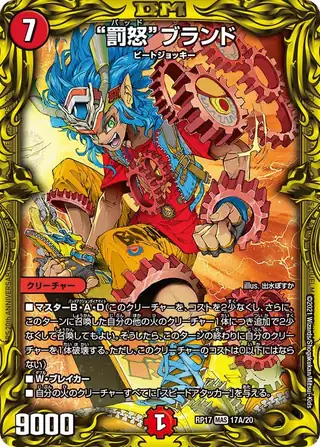 DM
7
バッド
“罰怒”ブランド
ビートジョッキー
illus. 出水ぽすか
クリーチャー
■マスターB・A・D(このクリーチャーを、コストを2少なくし、さらに、
このターンに召喚した自分の他の火のクリーチャー1体につき追加で2少
なくして召喚してもよい。そうしたら、このターンの終わりに自分のクリー
チャーを1体破壊する。ただし、このクリーチャーのコストは0以下にはなら
ない)
■W・ブレイカー
■自分の火のクリーチャーすべてに「スピードアタッカー」を与える。
9000
1
RP17 MAS 17A/20